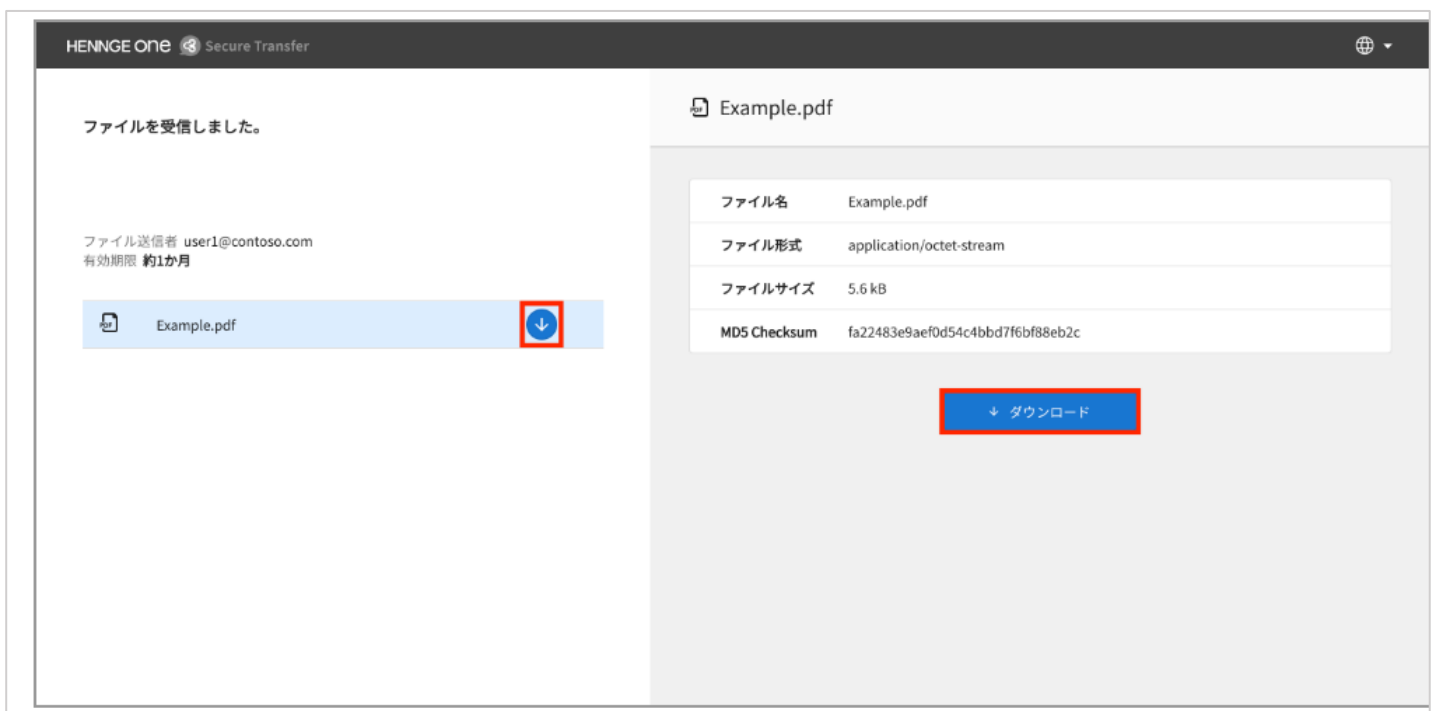 HENNGE One Secure Transfer
ファイルを受信しました。
ファイル送信者 user1@contoso.com
有効期限 約1か月
PDF Example.pdf
PDF Example.pdf
ファイル名 Example.pdf
ファイル形式 application/octet-stream
ファイルサイズ 5.6 kB
MD5 Checksum fa22483e9aef0d54c4bbd7f6bf88eb2c
ダウンロード